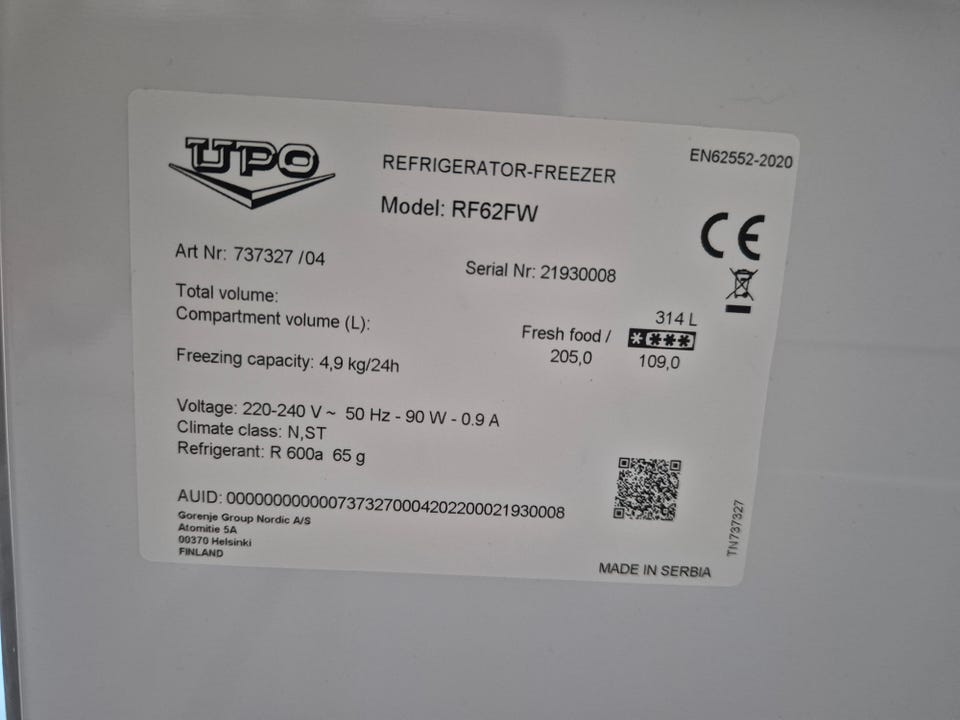 UPO
REFRIGERATOR-FREEZER
EN62552-2020
Model: RF62FW
Art Nr: 737327 /04
Serial Nr: 21930008
Total volume:
314 L
Compartment volume (L):
Fresh food /
205,0
109,0
Freezing capacity: 4,9 kg/24h
Voltage: 220-240 V ~ 50 Hz - 90 W - 0.9 A
Climate class: N,ST
Refrigerant: R 600a 65 g
AUID: 0000000000007373270004202200021930008
Gorenje Group Nordic A/S
Atomitie 5A
00370 Helsinki
FINLAND
MADE IN SERBIA
TN737327
CE